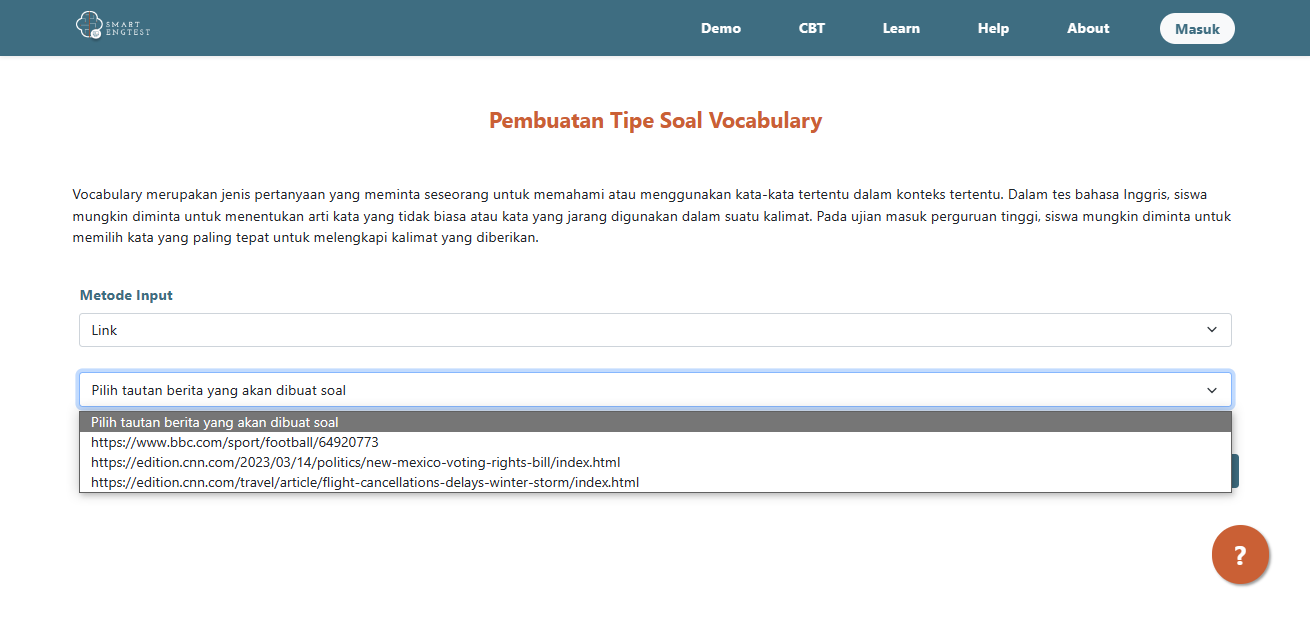 SMART
ENGTEST
Demo
CBT
Learn
Help
About
Masuk
Pembuatan Tipe Soal Vocabulary
Vocabulary merupakan jenis pertanyaan yang meminta seseorang untuk memahami atau menggunakan kata-kata tertentu dalam konteks tertentu. Dalam tes bahasa Inggris, siswa
mungkin diminta untuk menentukan arti kata yang tidak biasa atau kata yang jarang digunakan dalam suatu kalimat. Pada ujian masuk perguruan tinggi, siswa mungkin diminta untuk
memilih kata yang paling tepat untuk melengkapi kalimat yang diberikan.
Metode Input
Link
Pilih tautan berita yang akan dibuat soal
Pilih tautan berita yang akan dibuat soal
https://www.bbc.com/sport/football/64920773
https://edition.cnn.com/2023/03/14/politics/new-mexico-voting-rights-bill/index.html
https://edition.cnn.com/travel/article/flight-cancellations-delays-winter-storm/index.html
?